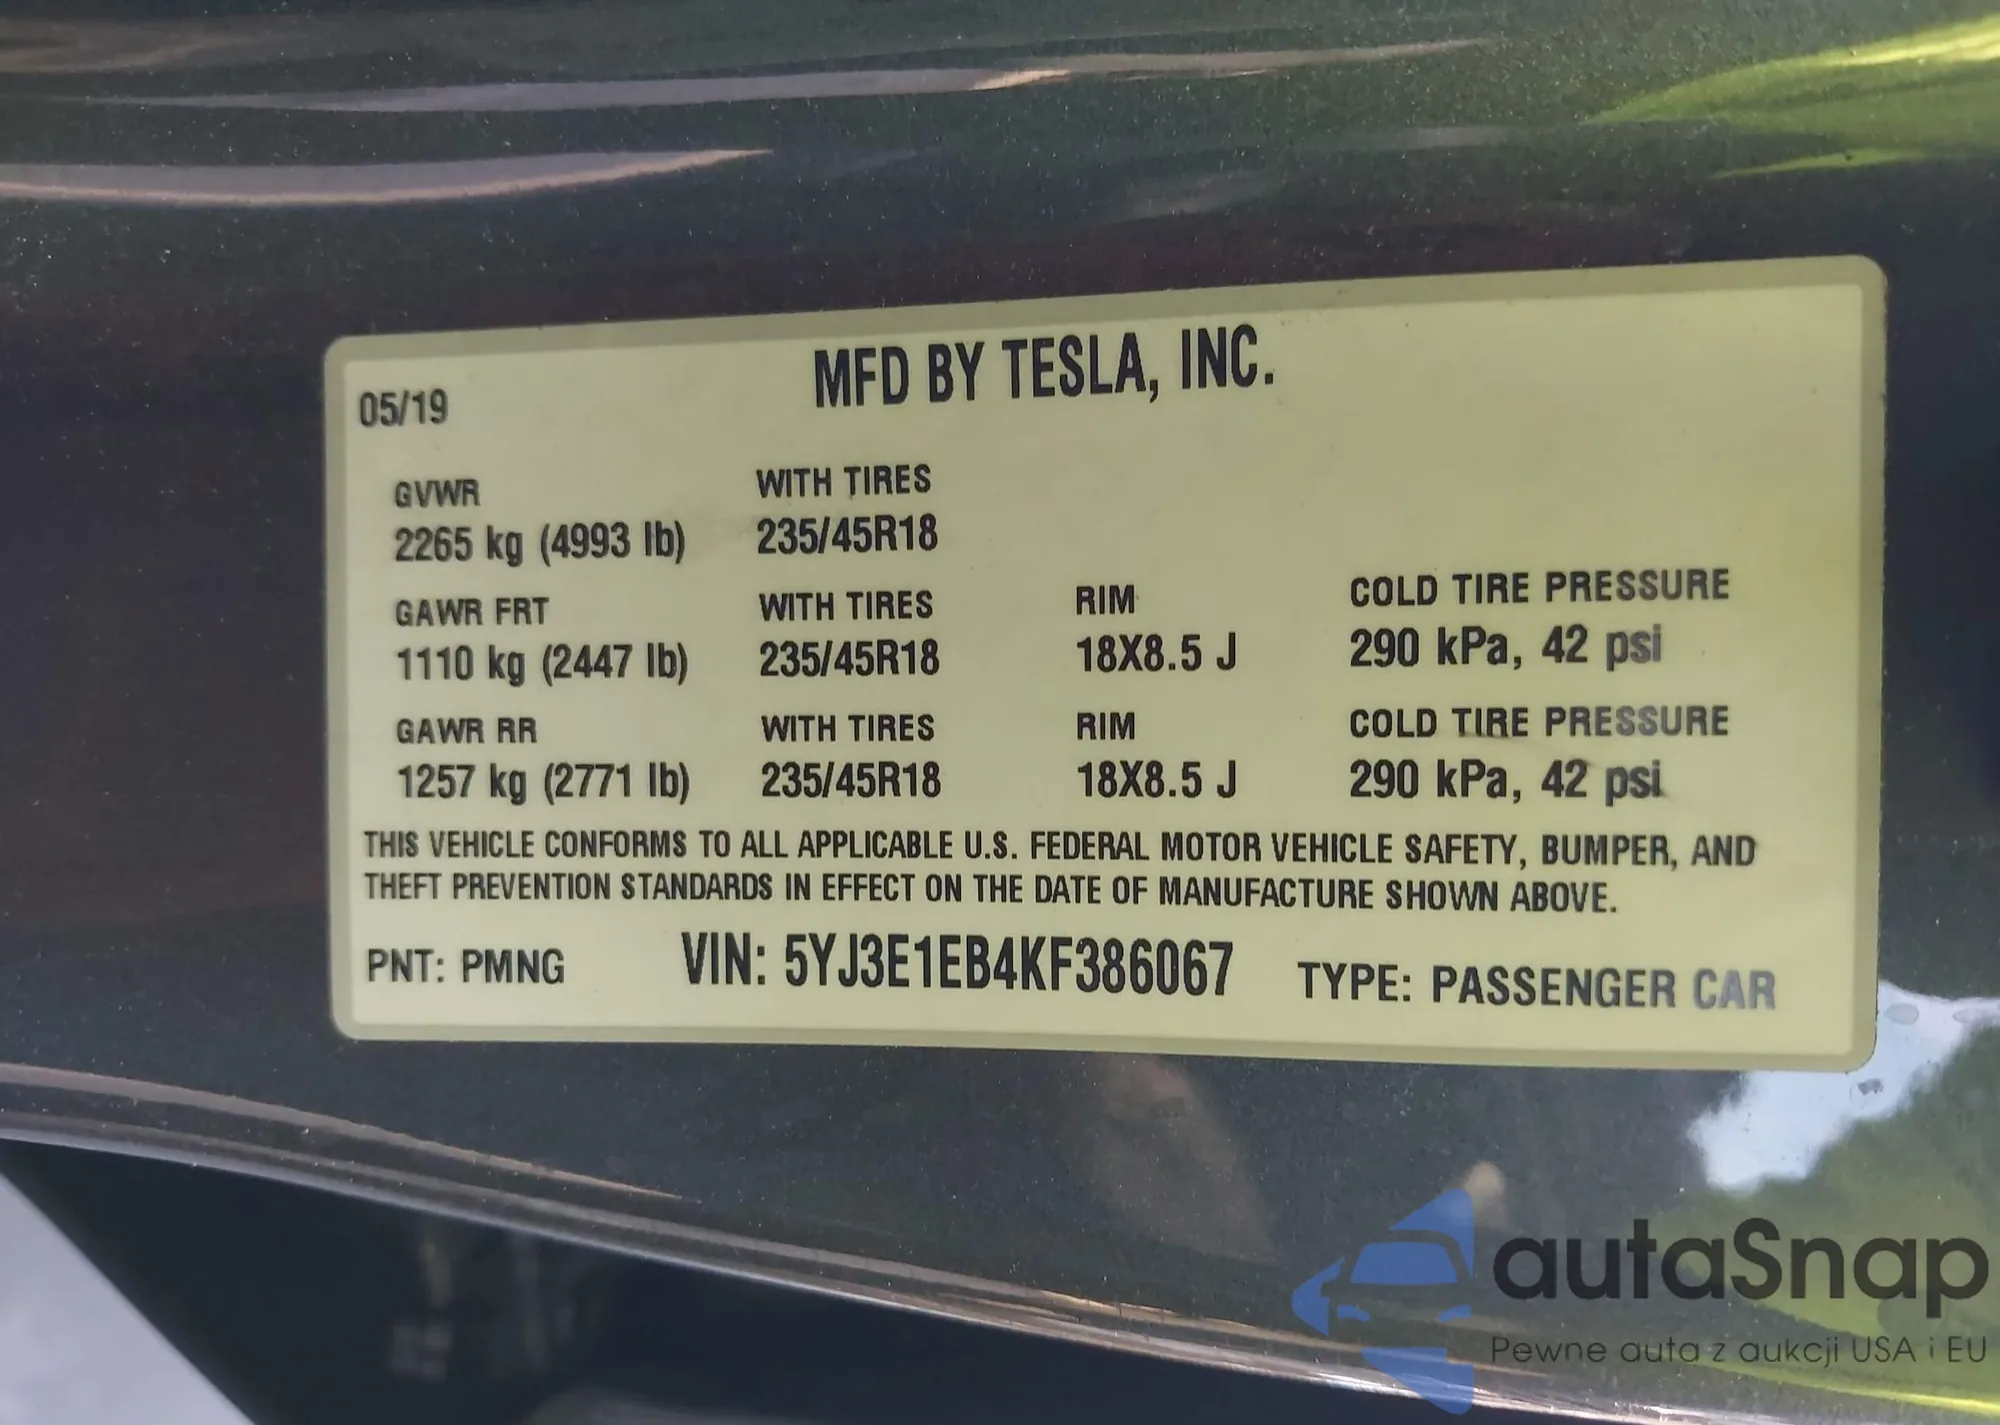 MFD BY TESLA, INC.
05/19
GVWR WITH TIRES
2265 kg (4993 lb) 235/45R18
GAWR FRT WITH TIRES RIM COLD TIRE PRESSURE
1110 kg (2447 lb) 235/45R18 18X8.5 J 290 kPa, 42 psi
GAWR RR WITH TIRES RIM COLD TIRE PRESSURE
1257 kg (2771 lb) 235/45R18 18X8.5 J 290 kPa, 42 psi
THIS VEHICLE CONFORMS TO ALL APPLICABLE U.S. FEDERAL MOTOR VEHICLE SAFETY, BUMPER, AND
THEFT PREVENTION STANDARDS IN EFFECT ON THE DATE OF MANUFACTURE SHOWN ABOVE.
PNT: PMNG VIN: 5YJ3E1EB4KF386067 TYPE: PASSENGER CAR
autaSnap
Pewne auta z aukcji USA i EU